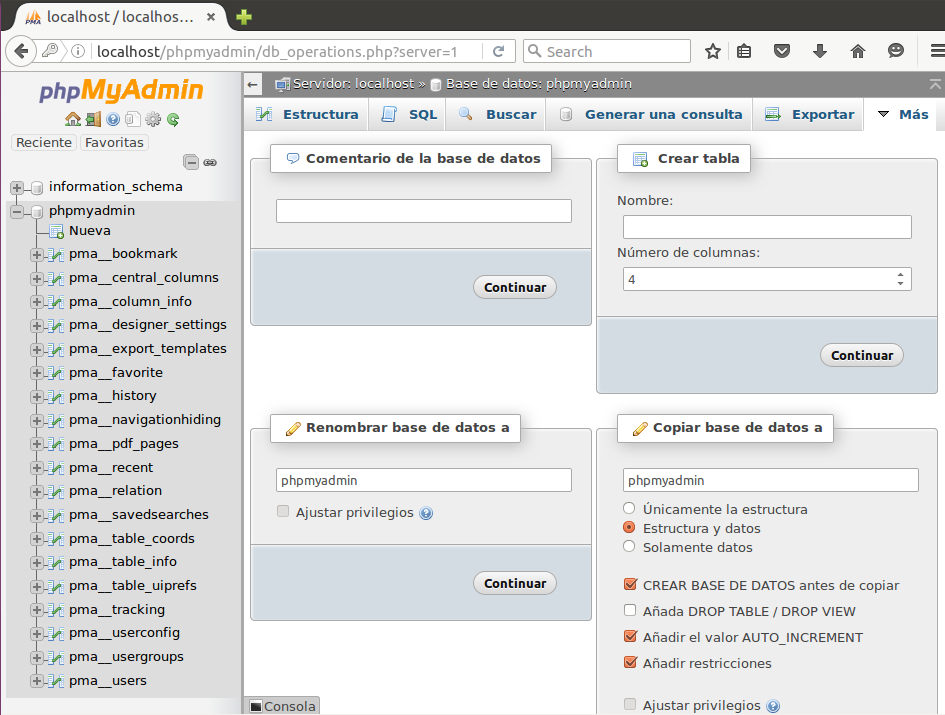 localhost / localhos...
localhost/phpmyadmin/db_operations.php?server=1
Search
phpMyAdmin
Reciente
Favoritas
information_schema
phpmyadmin
Nueva
pma__bookmark
pma__central_columns
pma__column_info
pma__designer_settings
pma__export_templates
pma__favorite
pma__history
pma__navigationhiding
pma__pdf_pages
pma__recent
pma__relation
pma__savedsearches
pma__table_coords
pma__table_info
pma__table_uiprefs
pma__tracking
pma__userconfig
pma__usergroups
pma__users
Servidor: localhost » Base de datos: phpmyadmin
Estructura
SQL
Buscar
Generar una consulta
Exportar
Más
Comentario de la base de datos
Continuar
Crear tabla
Nombre:
Número de columnas:
4
Continuar
Renombrar base de datos a
phpmyadmin
Ajustar privilegios
Continuar
Copiar base de datos a
phpmyadmin
Únicamente la estructura
Estructura y datos
Solamente datos
CREAR BASE DE DATOS antes de copiar
Añada DROP TABLE / DROP VIEW
Añadir el valor AUTO_INCREMENT
Añadir restricciones
Ajustar privilegios
Consola